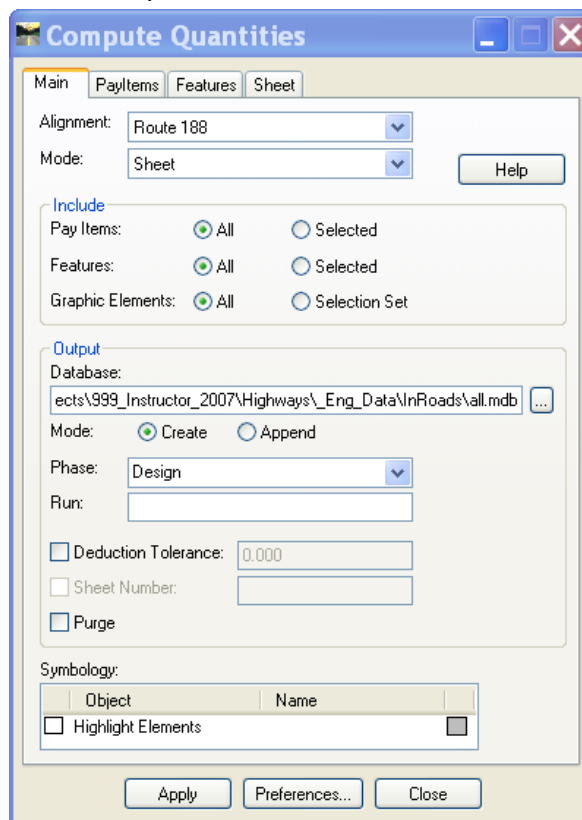 Compute Quantities
Main PayItems Features Sheet
Alignment: Route 188
Mode: Sheet
Help
Include
Pay Items: All Selected
Features: All Selected
Graphic Elements: All Selection Set
Output
Database:
ects\999_Instructor_2007\Highways\_Eng_Data\InRoads\all.mdb ...
Mode: Create Append
Phase: Design
Run:
Deduction Tolerance: 0.000
Sheet Number:
Purge
Symbology:
Object Name
Highlight Elements
Apply Preferences... Close